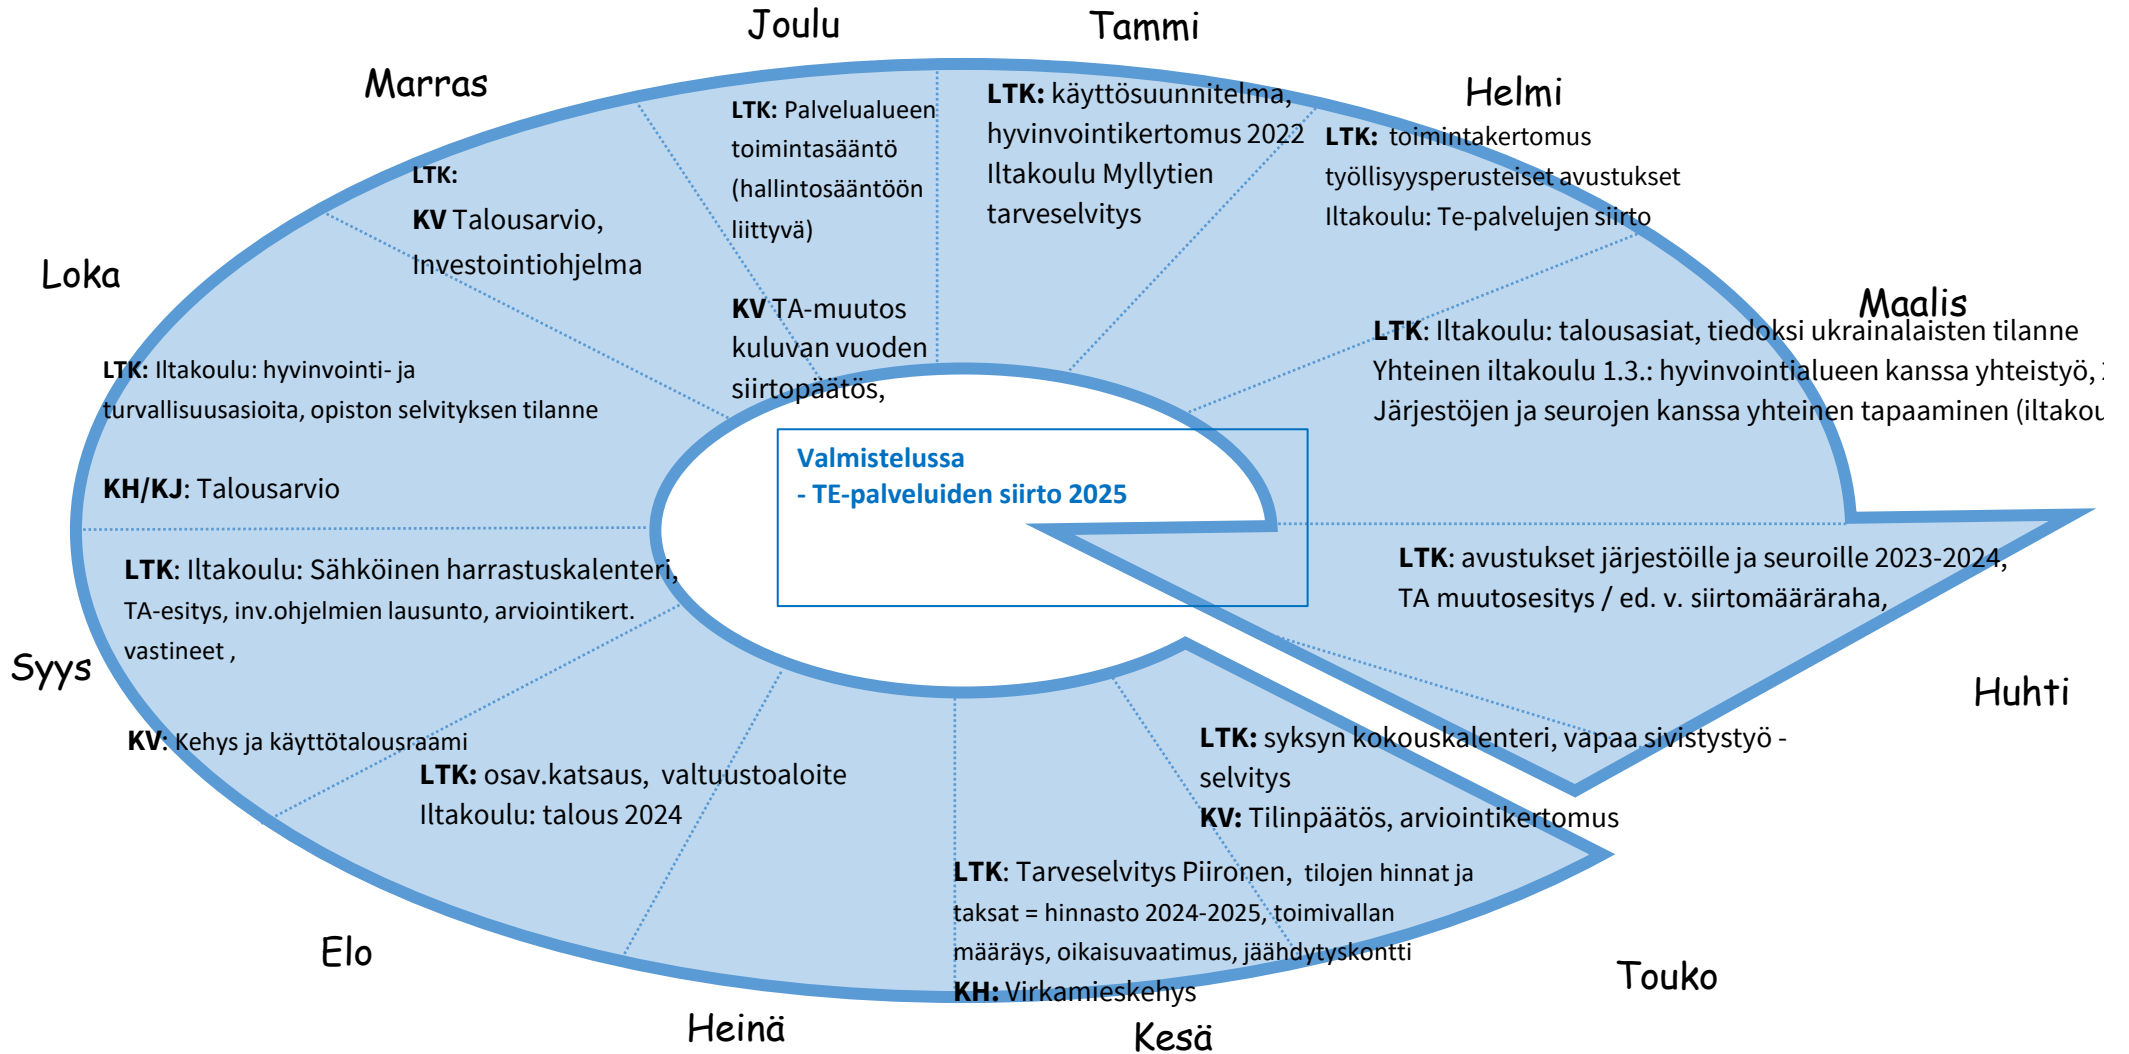 Joulu
Tammi
Marras
Helmi
LTK: käyttösuunnitelma,
hyvinvointikertomus 2022
Iltakoulu Myllytien
tarveselvitys
LTK: Palvelualueen
toimintasääntö
(hallintosääntöön
liittyvä)
KV TA-muutos
kuluvan vuoden
siirtopäätös,
LTK: toimintakertomus
työllisyysperusteiset avustukset
Iltakoulu: Te-palvelujen siirto
LTK:
KV Talousarvio,
Investointiohjelma
Loka
Maalis
LTK: Iltakoulu: talousasiat, tiedoksi ukrainalaisten tilanne
Yhteinen iltakoulu 1.3.: hyvinvointialueen kanssa yhteistyö,
Järjestöjen ja seurojen kanssa yhteinen tapaaminen (iltakou
LTK: Iltakoulu: hyvinvointi- ja
turvallisuusasioita, opiston selvityksen tilanne
KH/KJ: Talousarvio
Valmistelussa
- TE-palveluiden siirto 2025
LTK: Iltakoulu: Sähköinen harrastuskalenteri,
TA-esitys, inv.ohjelmien lausunto, arviointikert.
vastineet ,
KV: Kehys ja käyttötalousraami
LTK: avustukset järjestöille ja seuroille 2023-2024,
TA muutosesitys / ed. v. siirtomääräraha,
Syys
Huhti
LTK: syksyn kokouskalenteri, vapaa sivistystyö -
selvitys
KV: Tilinpäätös, arviointikertomus
LTK: osav.katsaus, valtuustoaloite
Iltakoulu: talous 2024
LTK: Tarveselvitys Piironen, tilojen hinnat ja
taksat = hinnasto 2024-2025, toimivallan
määräys, oikaisuvaatimus, jäähdytyskontti
KH: Virkamieskehys
Elo
Touko
Heinä
Kesä